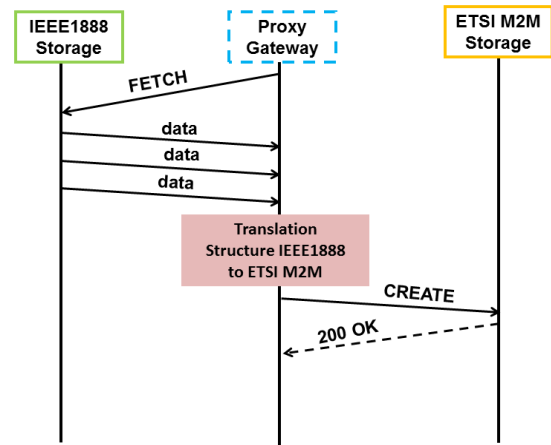 IEEE1888
Storage
Proxy
Gateway
ETSI M2M
Storage
FETCH
data
data
data
Translation
Structure IEEE1888
to ETSI M2M
CREATE
200 OK